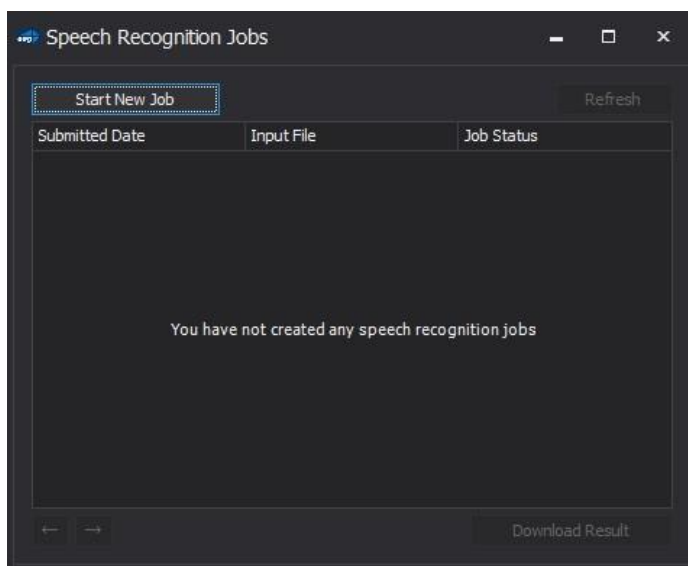 Speech Recognition Jobs
Start New Job
Refresh
Submitted Date Input File Job Status
You have not created any speech recognition jobs
← →
Download Result